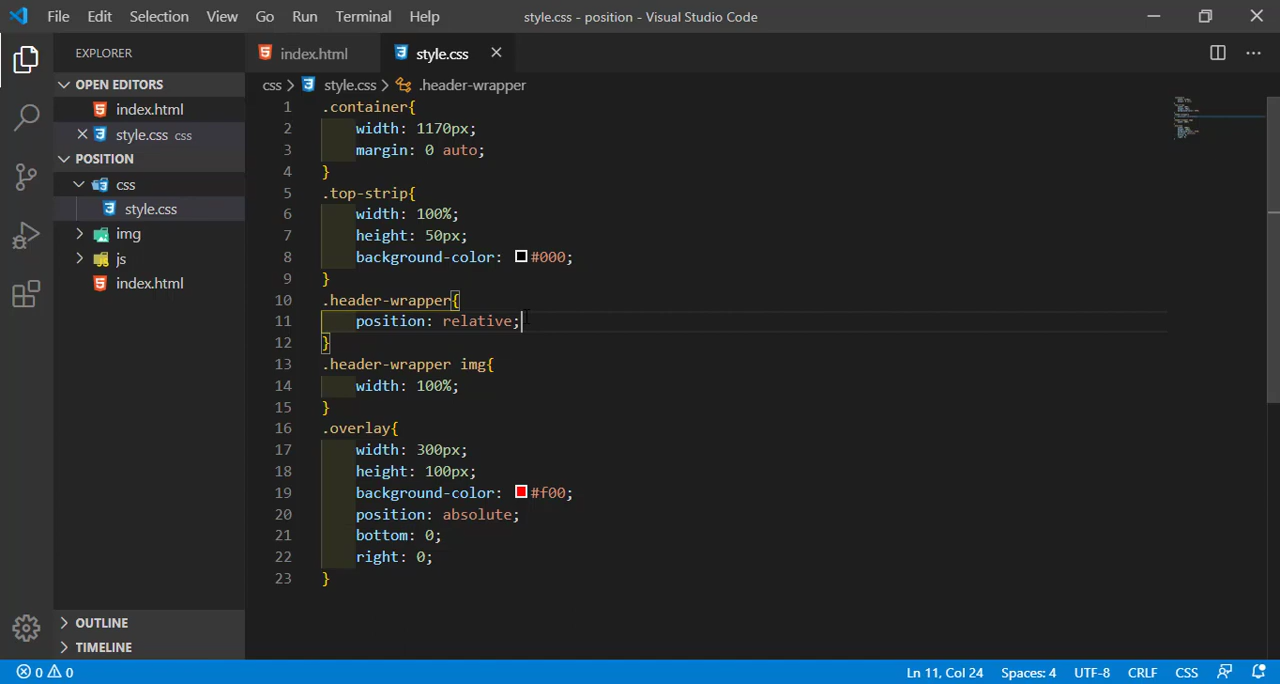 File Edit Selection View Go Run Terminal Help style.css - position - Visual Studio Code
EXPLORER
OPEN EDITORS
index.html
style.css css
POSITION
css
style.css
img
js
index.html
OUTLINE
TIMELINE
index.html style.css
css > style.css > .header-wrapper
1 .container{
2 width: 1170px;
3 margin: 0 auto;
4 }
5 .top-strip{
6 width: 100%;
7 height: 50px;
8 background-color: #000;
9 }
10 .header-wrapper{
11 position: relative;
12 }
13 .header-wrapper img{
14 width: 100%;
15 }
16 .overlay{
17 width: 300px;
18 height: 100px;
19 background-color: #f00;
20 position: absolute;
21 bottom: 0;
22 right: 0;
23 }
0 0 Ln 11, Col 24 Spaces: 4 UTF-8 CRLF CSS